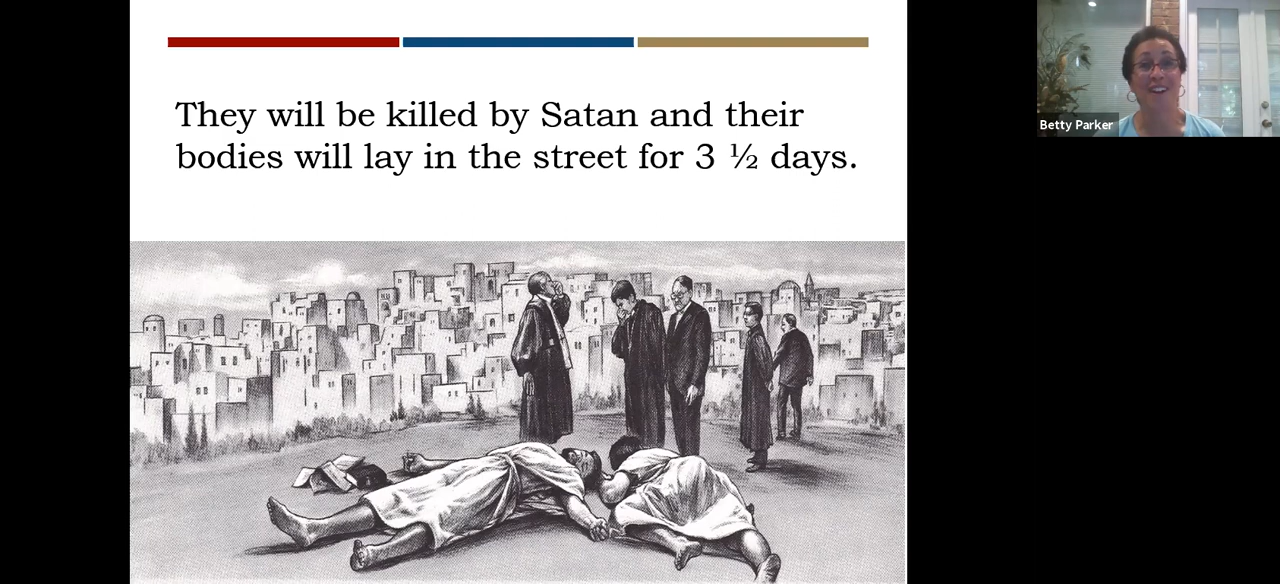 They will be killed by Satan and their
bodies will lay in the street for 3 ½ days.
Betty Parker